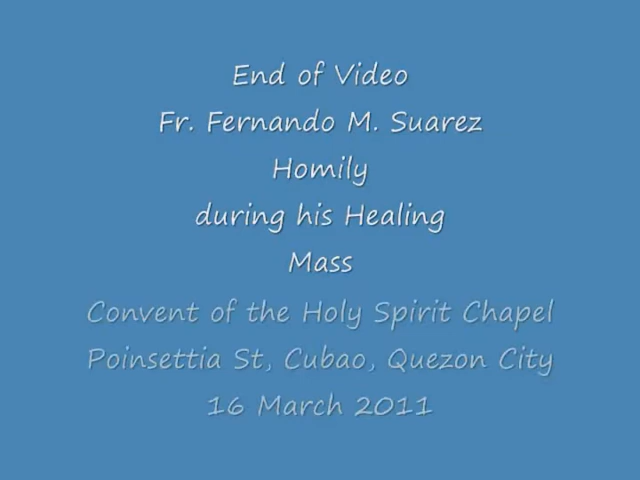 End of Video
Fr. Fernando M. Suarez
Homily
during his Healing
Mass
Convent of the Holy Spirit Chapel
Poinsettia St, Cubao, Quezon City
16 March 2011